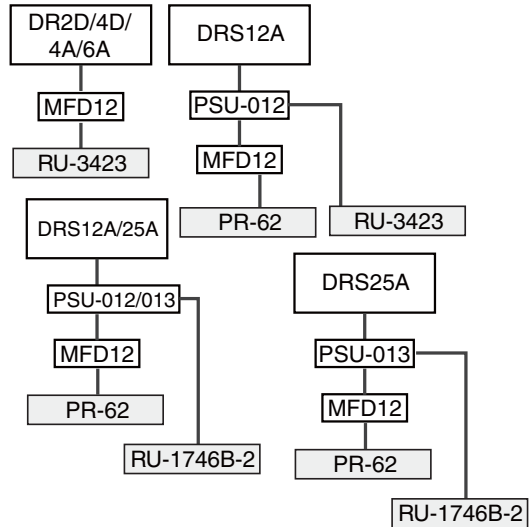 DR2D/4D/
4A/6A
MFD12
RU-3423
DRS12A
PSU-012
MFD12
PR-62
RU-3423
DRS12A/25A
PSU-012/013
MFD12
PR-62
RU-1746B-2
DRS25A
PSU-013
MFD12
PR-62
RU-1746B-2